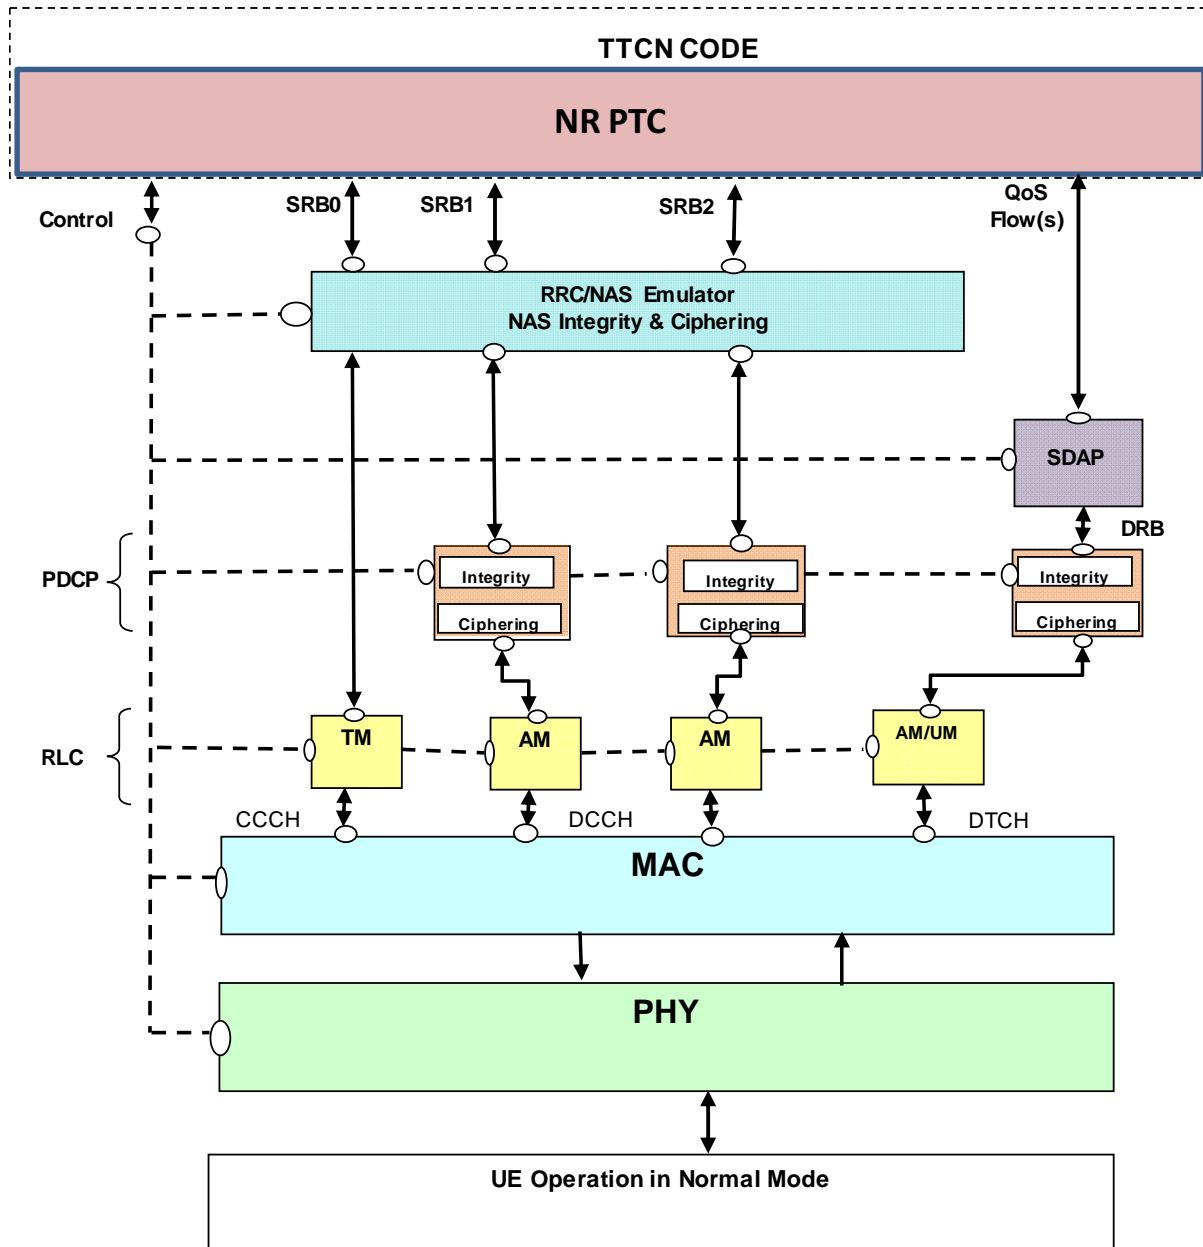 TTCN CODE
NR PTC
Control
SRB0
SRB1
SRB2
QoS
Flow(s)
RRC/NAS Emulator
NAS Integrity & Ciphering
SDAP
DRB
PDCP
Integrity
Ciphering
Integrity
Ciphering
Integrity
Ciphering
RLC
TM
AM
AM
AM/UM
CCCH
DCCH
DTCH
MAC
PHY
UE Operation in Normal Mode